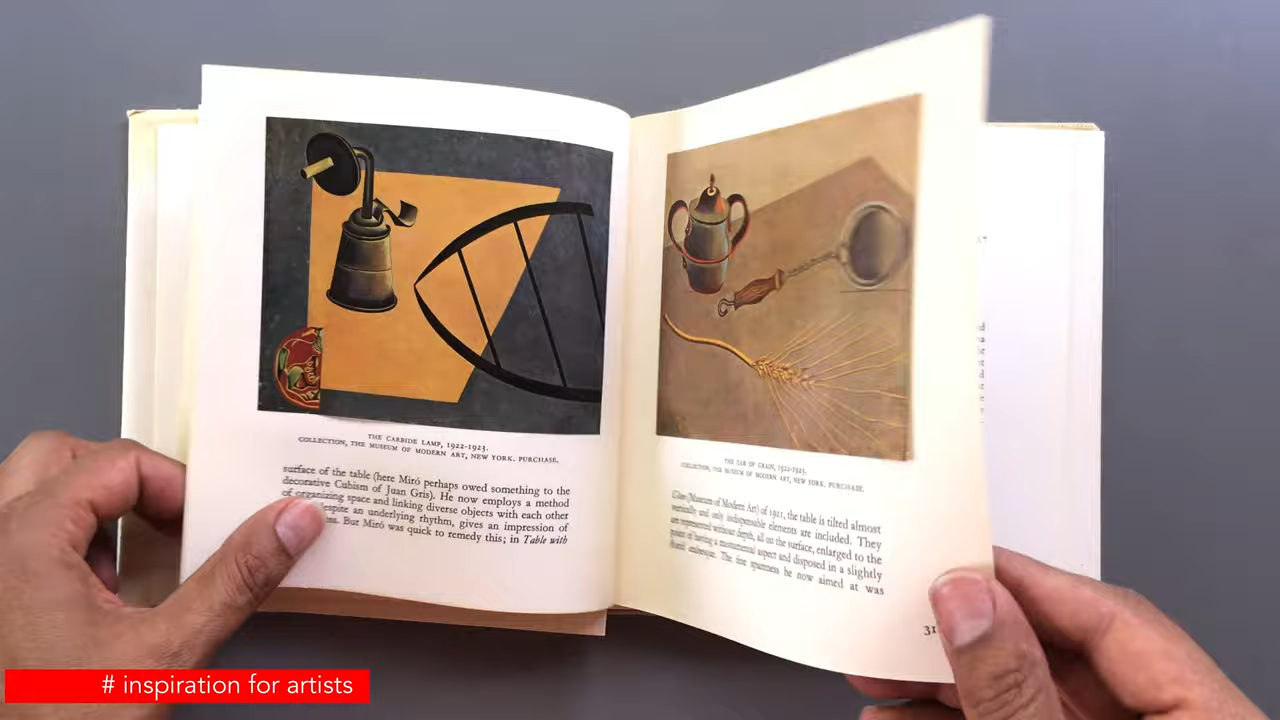 THE CARBIDE LAMP, 1922-1923.
COLLECTION, THE MUSEUM OF MODERN ART, NEW YORK. PURCHASE.
surface of the table (here Miró perhaps owed something to the
decorative Cubism of Juan Gris). He now employs a method
of organizing space and linking diverse objects with each other
despite an underlying rhythm, gives an impression of
But Miró was quick to remedy this; in Table with
THE EAR OF GRAIN, 1922-1923.
COLLECTION, THE MUSEUM OF MODERN ART, NEW YORK. PURCHASE.
Glass (Museum of Modern Art) of 1911, the table is tilted almost
vertically and only indispensable elements are included. They
are represented without depth, all on the surface, enlarged to the
point of having a monumental aspect and disposed in a slightly
arabesque. The fine spareness he now aimed at was
31
# inspiration for artists